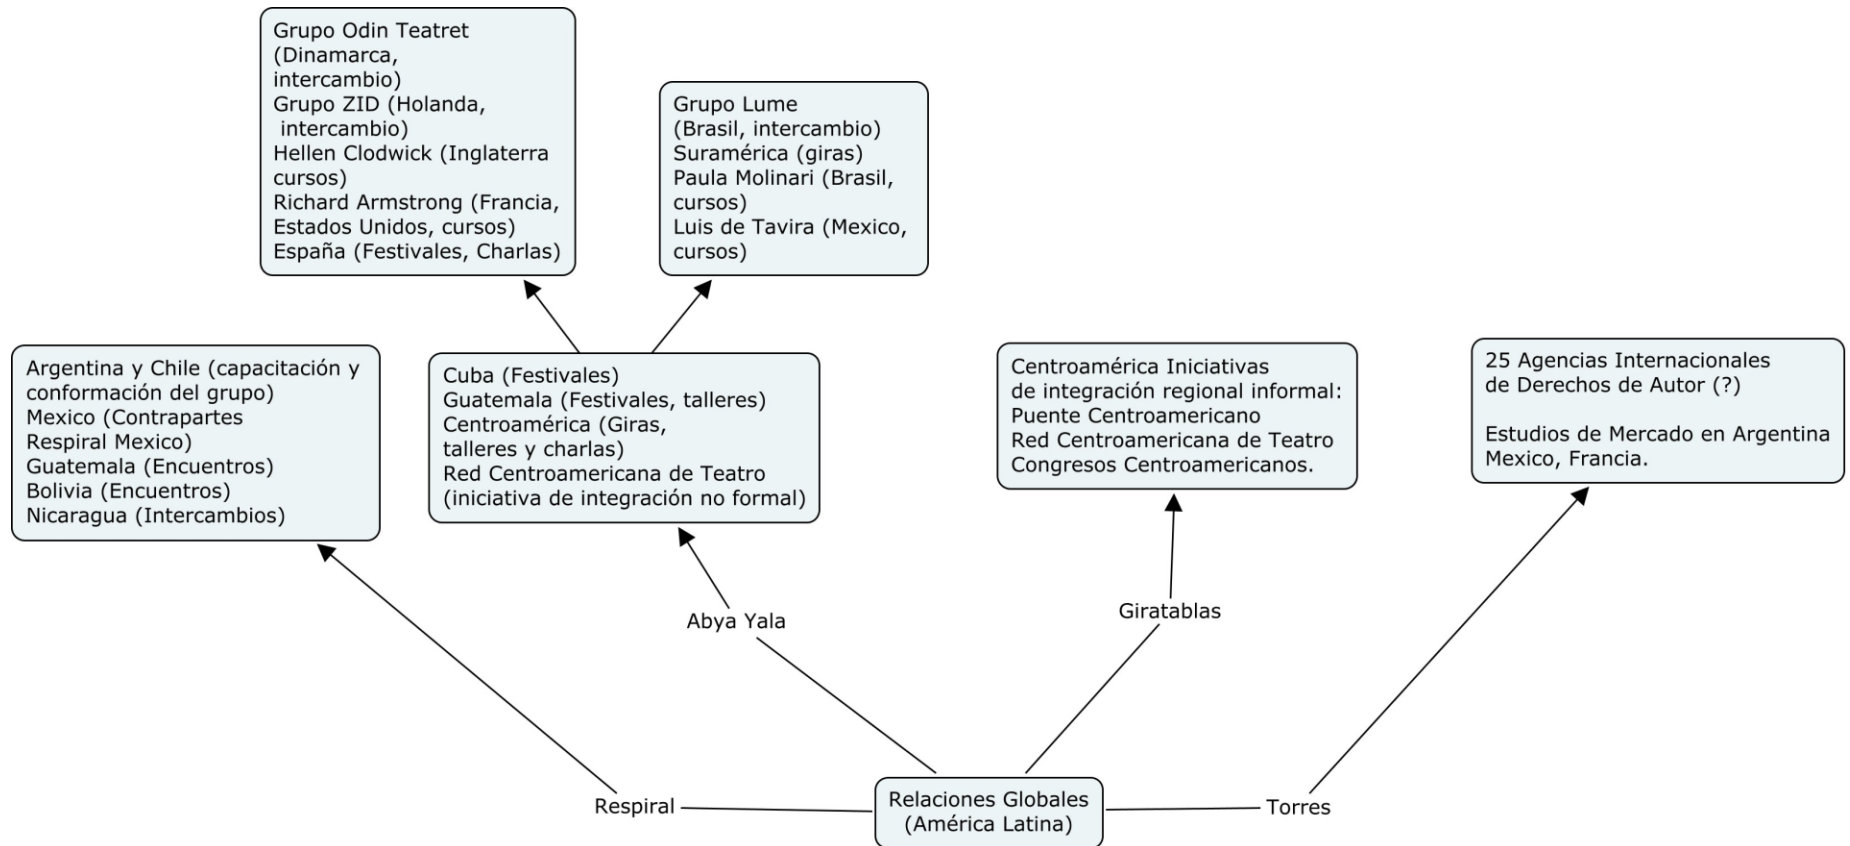 Grupo Odin Teatret
(Dinamarca,
intercambio)
Grupo ZID (Holanda,
intercambio)
Hellen Clodwick (Inglaterra
cursos)
Richard Armstrong (Francia,
Estados Unidos, cursos)
España (Festivales, Charlas)
Grupo Lume
(Brasil, intercambio)
Suramérica (giras)
Paula Molinari (Brasil,
cursos)
Luis de Tavira (Mexico,
cursos)
Argentina y Chile (capacitación y
conformación del grupo)
Mexico (Contrapartes
Respiral Mexico)
Guatemala (Encuentros)
Bolivia (Encuentros)
Nicaragua (Intercambios)
Cuba (Festivales)
Guatemala (Festivales, talleres)
Centroamérica (Giras,
talleres y charlas)
Red Centroamericana de Teatro
(iniciativa de integración no formal)
Centroamérica Iniciativas
de integración regional informal:
Puente Centroamericano
Red Centroamericana de Teatro
Congresos Centroamericanos.
25 Agencias Internacionales
de Derechos de Autor (?)
Estudios de Mercado en Argentina
Mexico, Francia.
Abya Yala
Giratablas
Respiral
Relaciones Globales
(América Latina)
Torres